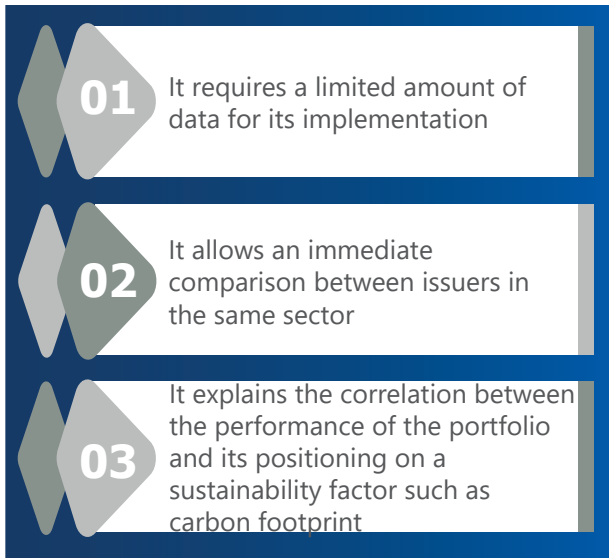 01
It requires a limited amount of
data for its implementation
02
It allows an immediate
comparison between issuers in
the same sector
03
It explains the correlation between
the performance of the portfolio
and its positioning on a
sustainability factor such as
carbon footprint